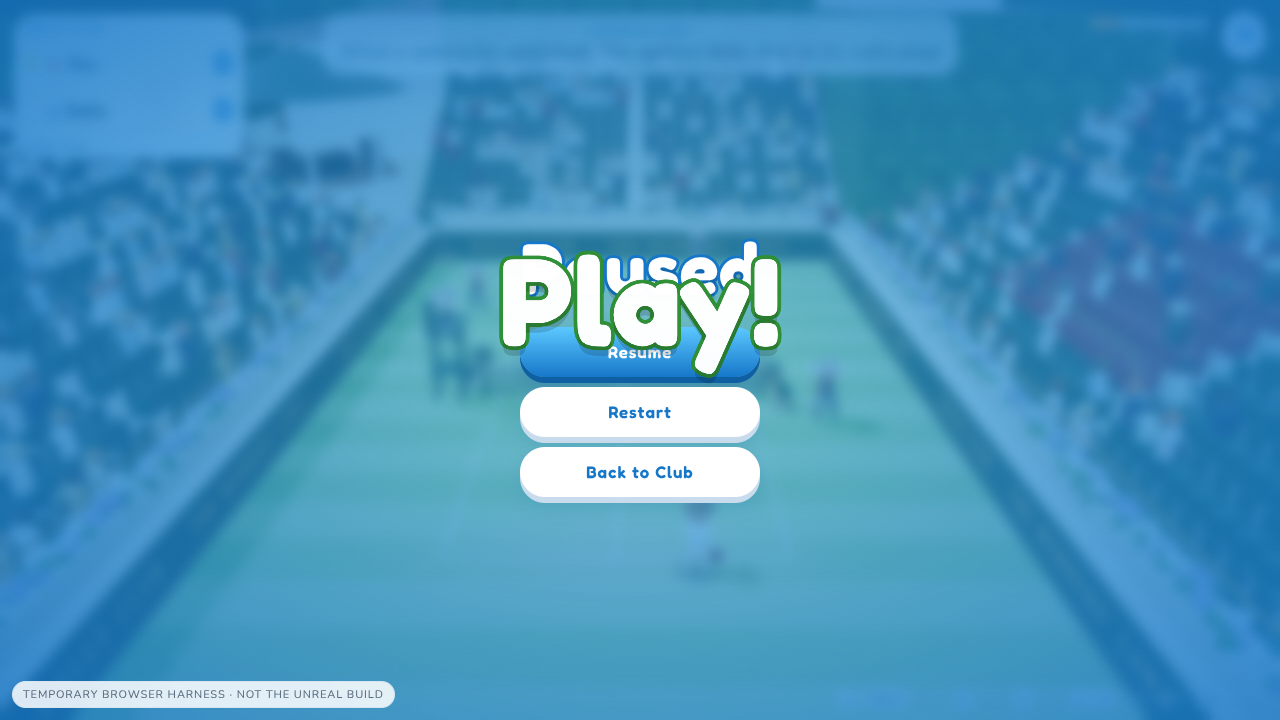 Paused
Play!
Resume
Restart
Back to Club
TEMPORARY BROWSER HARNESS · NOT THE UNREAL BUILD